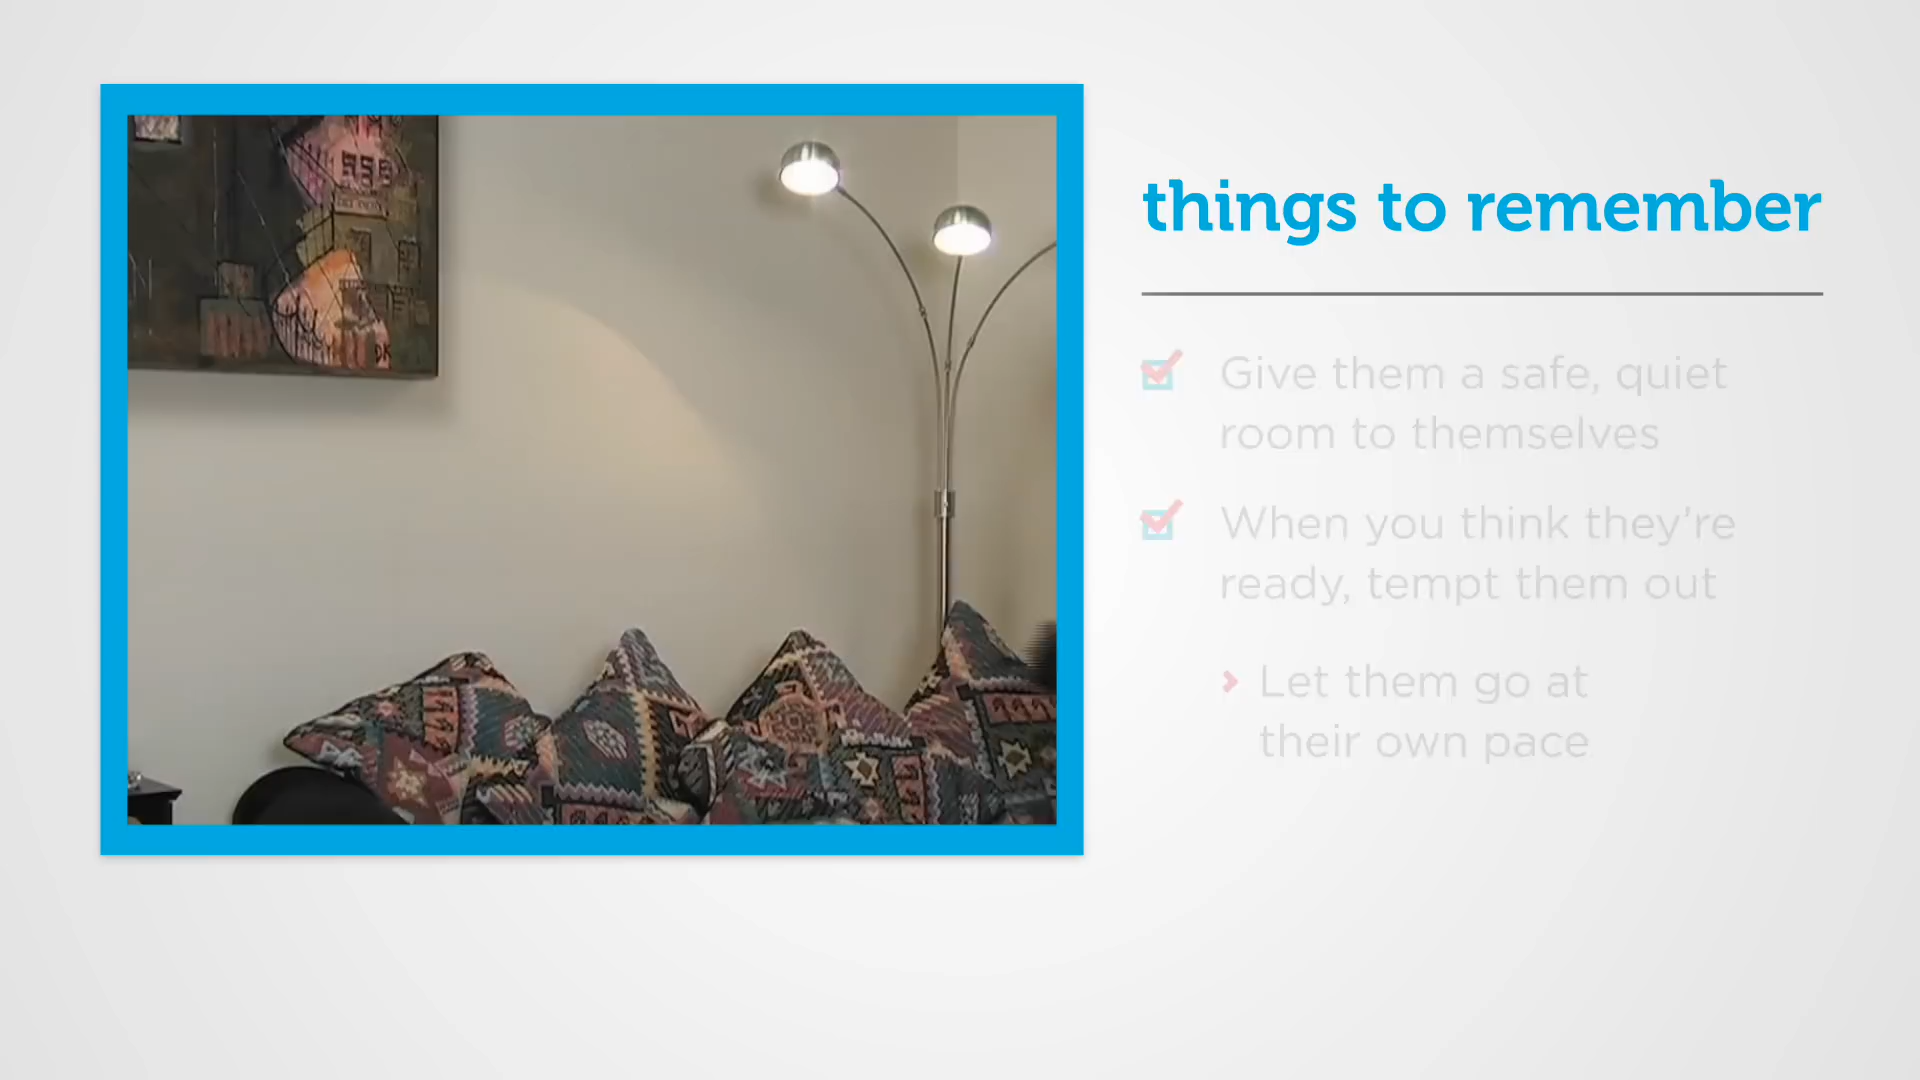 things to remember
Give them a safe, quiet
room to themselves
When you think they're
ready, tempt them out
Let them go at
their own pace
DK